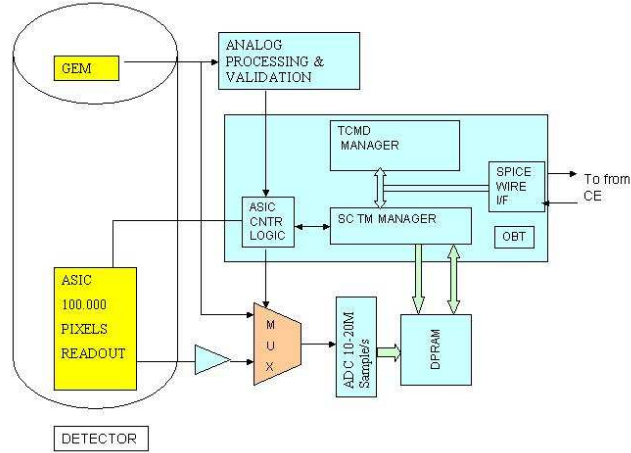 GEM
ANALOG
PROCESSING &
VALIDATION
TCMD
MANAGER
SPICE
WIRE
I/F
To from
CE
ASIC
CNTR
LOGIC
SC TM MANAGER
OBT
ASIC
100.000
PIXELS
READOUT
M
U
X
ADC 10-20M
Sample/s
DPRAM
DETECTOR